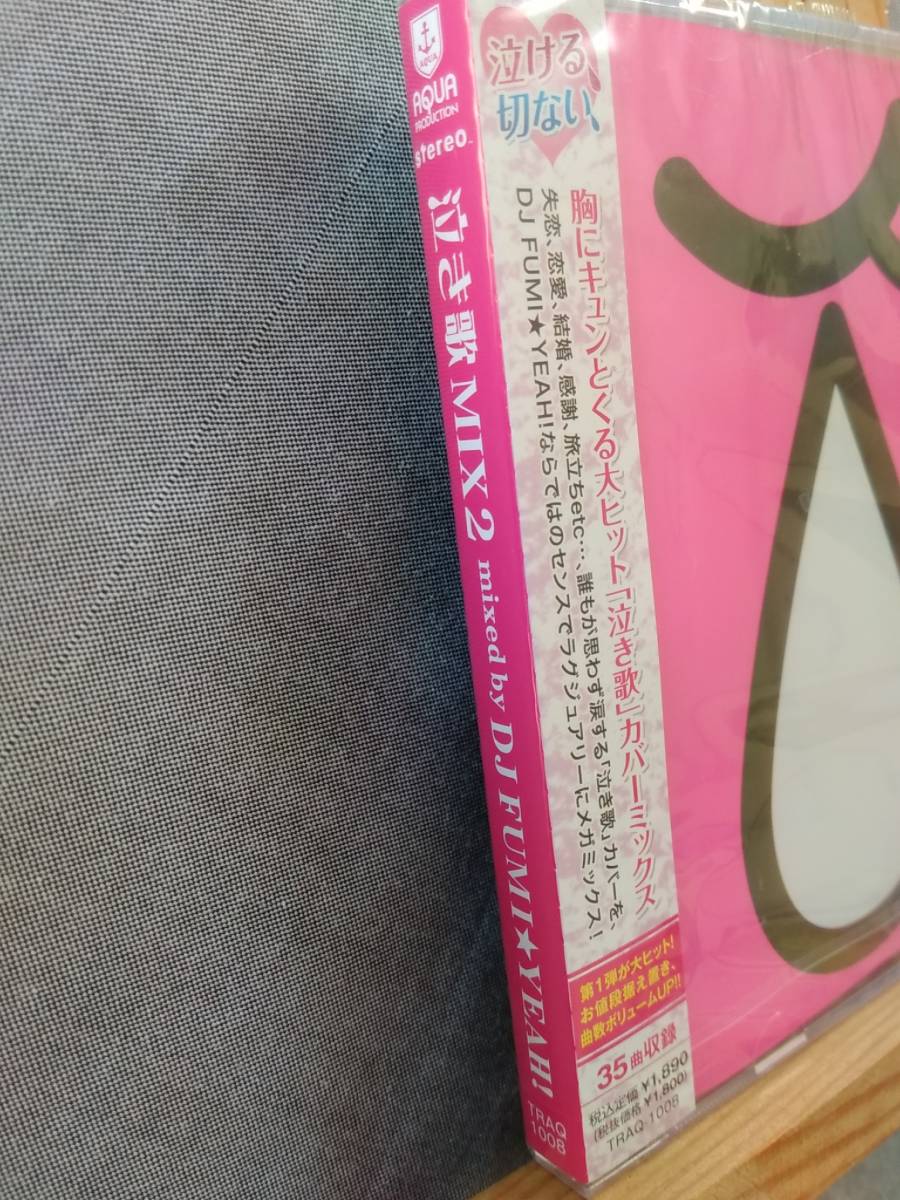 AQUA
AQUA
PRODUCTION
stereo
泣き歌 MIX 2 mixed by DJ FUMI★YEAH!
TRAQ
1008
泣ける、
切ない、
胸にキュンとくる大ヒット「泣き歌」カバーミックス
失恋、恋愛、結婚、感謝、旅立ちetc…、誰もが思わず涙する「泣き歌」カバーを、
DJ FUMI★YEAH!ならではのセンスでラグジュアリーにメガミックス!
第1弾が大ヒット!
お値段据え置き、
曲数ボリュームUP!!
35曲収録
税込定価 ¥1,890
(税抜価格 ¥1,800)
TRAQ-1008